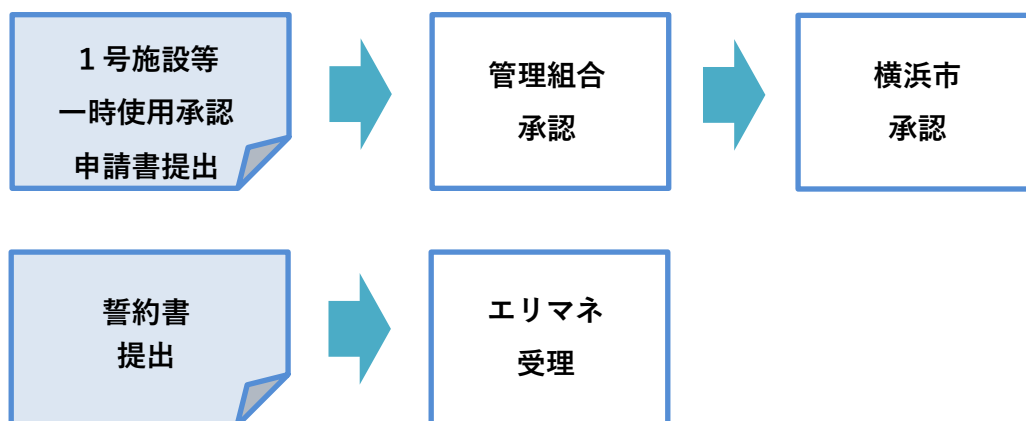 １号施設等
一時使用承認
申請書提出
管理組合
承認
横浜市
承認
誓約書
提出
エリマネ
受理